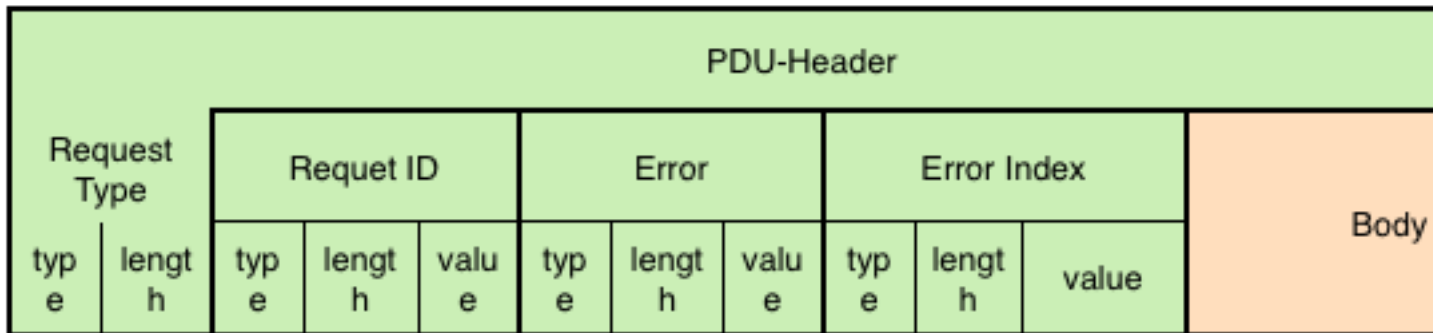 PDU-Header
Request
Type
Requet ID
Error
Error Index
Body
typ
e
lengt
h
typ
e
lengt
h
valu
e
typ
e
lengt
h
valu
e
typ
e
lengt
h
value